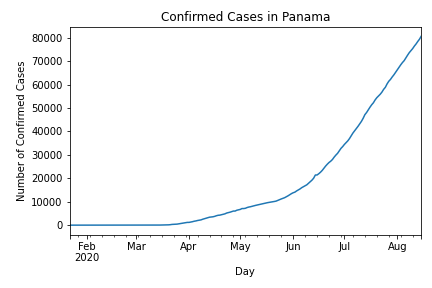 Confirmed Cases in Panama
Number of Confirmed Cases
80000
70000
60000
50000
40000
30000
20000
10000
0
Feb Mar Apr May Jun Jul Aug
2020
Day